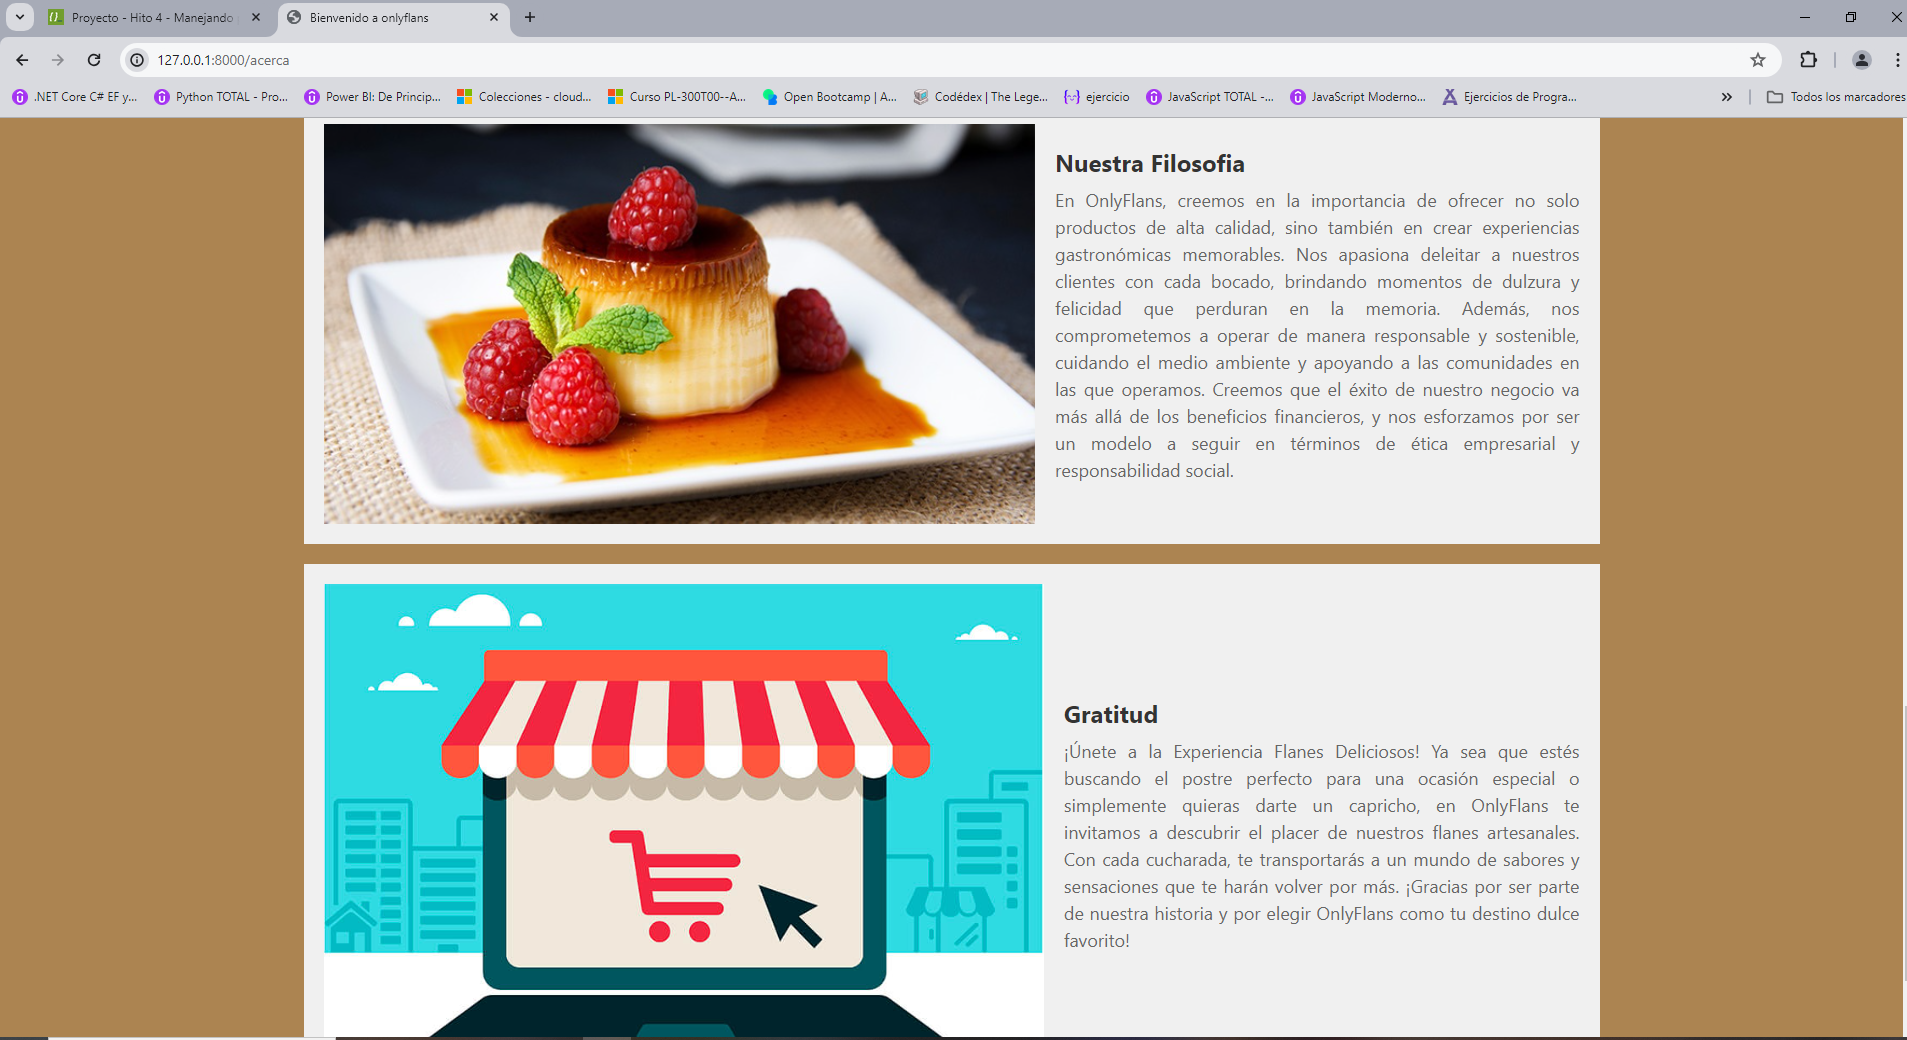 Proyecto - Hito 4 - Manejando
Bienvenido a onlyflans
127.0.0.1:8000/acerca
.NET Core C# EF y...
Python TOTAL - Pro...
Power BI: De Princip...
Colecciones - cloud...
Curso PL-300T00--A...
Open Bootcamp | A...
Codédex | The Lege...
ejercicio
JavaScript TOTAL -...
JavaScript Moderno...
Ejercicios de Progra...
Todos los marcadores
Nuestra Filosofia
En OnlyFlans, creemos en la importancia de ofrecer no solo
productos de alta calidad, sino también en crear experiencias
gastronómicas memorables. Nos apasiona deleitar a nuestros
clientes con cada bocado, brindando momentos de dulzura y
felicidad que perduran en la memoria. Además, nos
comprometemos a operar de manera responsable y sostenible,
cuidando el medio ambiente y apoyando a las comunidades en
las que operamos. Creemos que el éxito de nuestro negocio va
más allá de los beneficios financieros, y nos esforzamos por ser
un modelo a seguir en términos de ética empresarial y
responsabilidad social.
Gratitud
¡Únete a la Experiencia Flanes Deliciosos! Ya sea que estés
buscando el postre perfecto para una ocasión especial o
simplemente quieras darte un capricho, en OnlyFlans te
invitamos a descubrir el placer de nuestros flanes artesanales.
Con cada cucharada, te transportarás a un mundo de sabores y
sensaciones que te harán volver por más. ¡Gracias por ser parte
de nuestra historia y por elegir OnlyFlans como tu destino dulce
favorito!